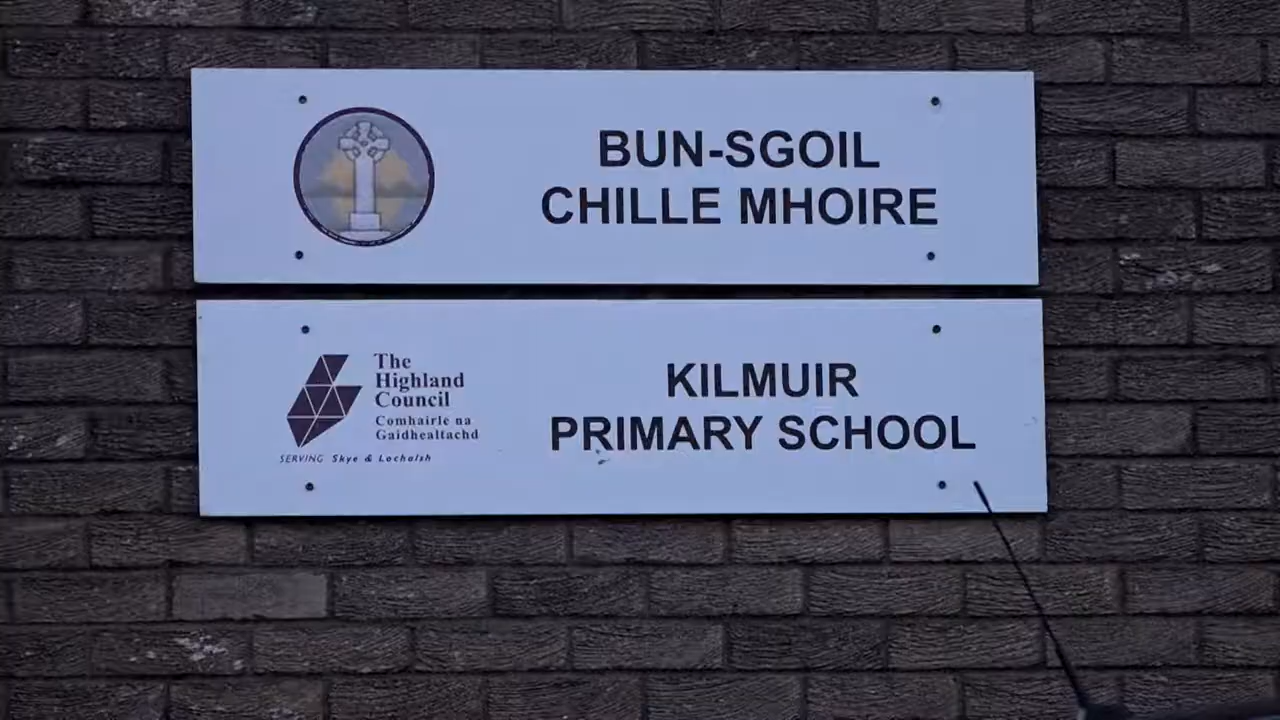 BUN-SGOIL
CHILLE MHOIRE
The
Highland
Council
Comhairle na
Gaidhealtachd
SERVING Skye & Lochalsh
KILMUIR
PRIMARY SCHOOL